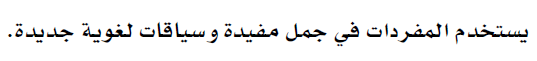 يستخدم المفردات في جمل مفيدة وسياقات لغوية جديدة.